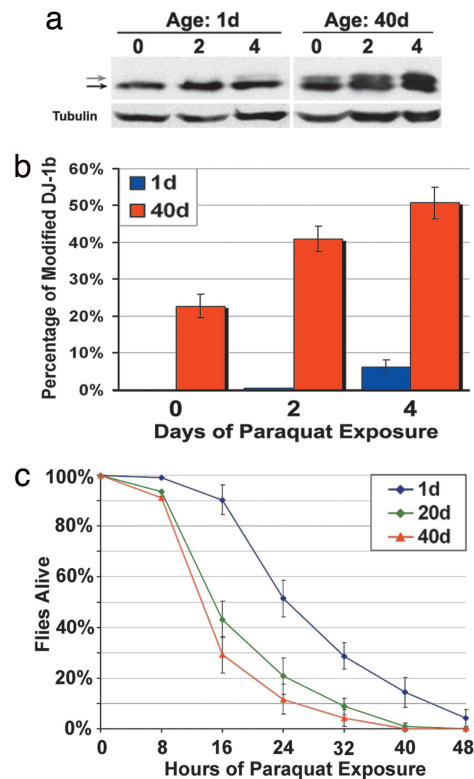 a
Age: 1d Age: 40d
0 2 4 0 2 4
Tubulin
b
Percentage of Modified DJ-1b
60%
50%
40%
30%
20%
10%
0%
1d
40d
0 2 4
Days of Paraquat Exposure
c
Flies Alive
100%
80%
60%
40%
20%
0%
1d
20d
40d
0 8 16 24 32 40 48
Hours of Paraquat Exposure